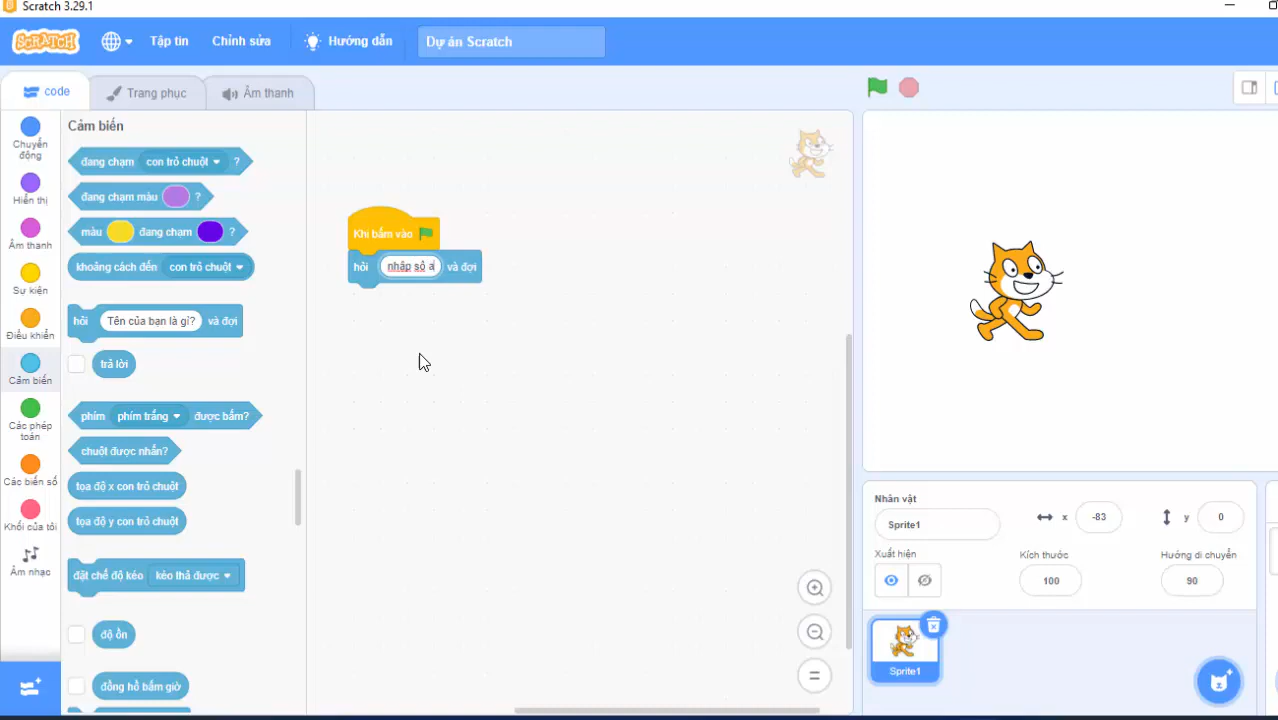 Scratch 3.29.1
SCRATCH
Tập tin
Chỉnh sửa
Hướng dẫn
Dự án Scratch
code
Trang phục
Âm thanh
Chuyển động
Hiển thị
Âm thanh
Sự kiện
Điều khiển
Cảm biến
Các phép toán
Các biến số
Khối của tôi
Âm nhạc
Cảm biến
đang chạm con trỏ chuột ?
đang chạm màu ?
màu đang chạm ?
khoảng cách đến con trỏ chuột
hỏi Tên của bạn là gì? và đợi
trả lời
phím phím trắng được bấm?
chuột được nhấn?
tọa độ x con trỏ chuột
tọa độ y con trỏ chuột
đặt chế độ kéo kéo thả được
độ ồn
đồng hồ bấm giờ
Khi bấm vào
hỏi nhập số a và đợi
Nhân vật
Sprite1
x -83
y 0
Xuất hiện
Kích thước
100
Hướng di chuyển
90
Sprite1